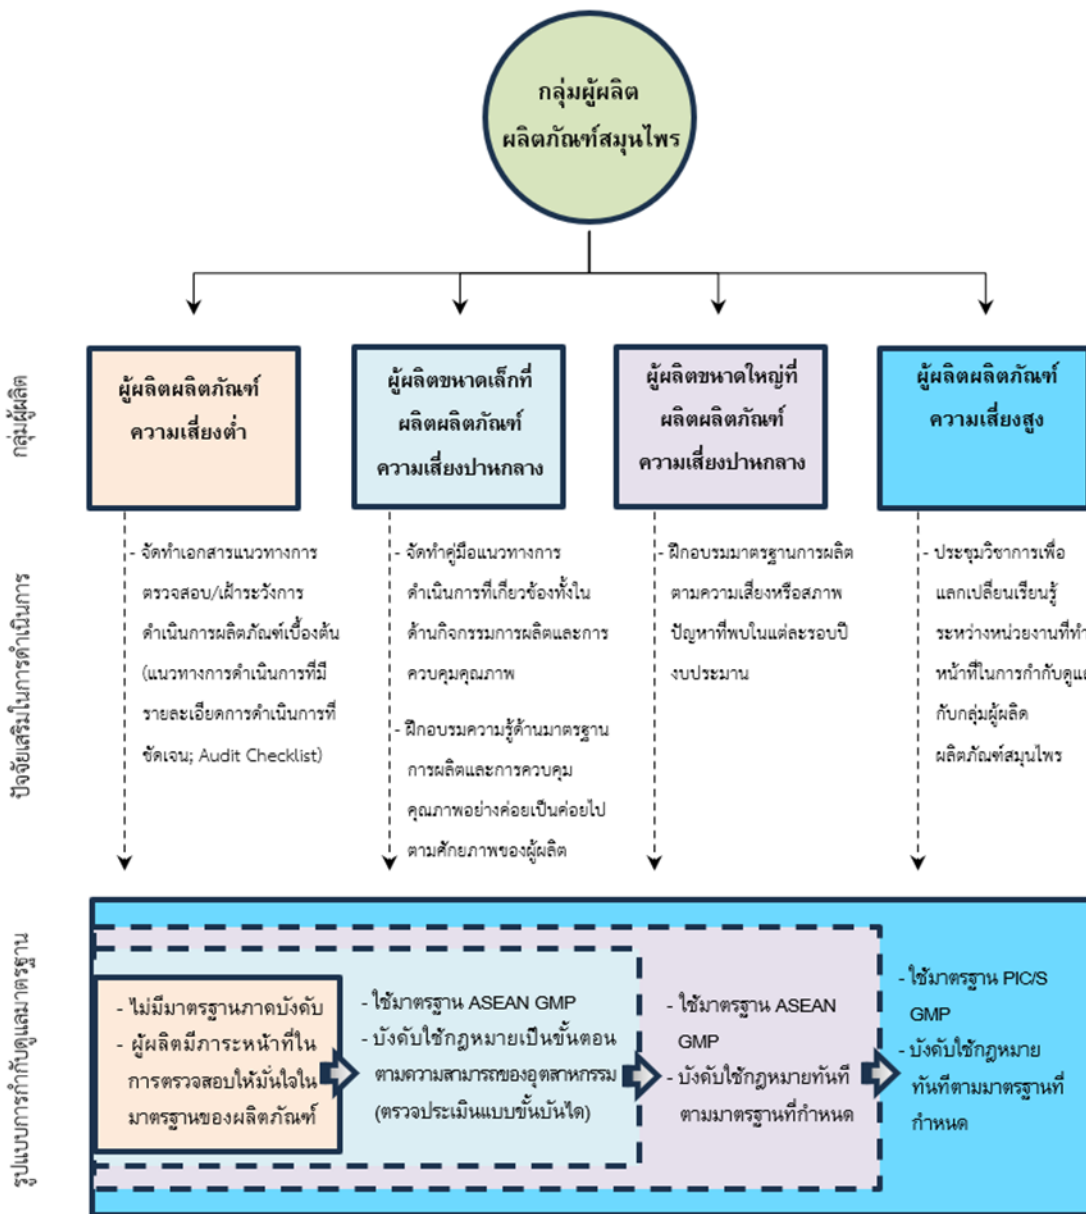 กลุ่มผู้ผลิต
ผลิตภัณฑ์สมุนไพร
กลุ่มผู้ผลิต
ผู้ผลิตผลิตภัณฑ์
ความเสี่ยงต่ำ
ผู้ผลิตขนาดเล็กที่
ผลิตผลิตภัณฑ์
ความเสี่ยงปานกลาง
ผู้ผลิตขนาดใหญ่ที่
ผลิตผลิตภัณฑ์
ความเสี่ยงปานกลาง
ผู้ผลิตผลิตภัณฑ์
ความเสี่ยงสูง
ปัจจัยเสริมในการดำเนินการ
- จัดทำเอกสารแนวทางการ
ตรวจสอบ/เฝ้าระวังการ
ดำเนินการผลิตภัณฑ์เบื้องต้น
(แนวทางการดำเนินการที่มี
รายละเอียดการดำเนินการที่
ชัดเจน; Audit Checklist)
- จัดทำคู่มือแนวทางการ
ดำเนินการที่เกี่ยวข้องทั้งใน
ด้านกิจกรรมการผลิตและการ
ควบคุมคุณภาพ
- ฝึกอบรมความรู้ด้านมาตรฐาน
การผลิตและการควบคุม
คุณภาพอย่างค่อยเป็นค่อยไป
ตามศักยภาพของผู้ผลิต
- ฝึกอบรมมาตรฐานการผลิต
ตามความเสี่ยงหรือสภาพ
ปัญหาที่พบในแต่ละรอบปี
งบประมาน
- ประชุมวิชาการเพื่อ
แลกเปลี่ยนเรียนรู้
ระหว่างหน่วยงานที่ทำ
หน้าที่ในการกำกับดูแล
กับกลุ่มผู้ผลิต
ผลิตภัณฑ์สมุนไพร
รูปแบบการกำกับดูแลมาตรฐาน
- ไม่มีมาตรฐานภาคบังดับ
- ผู้ผลิตมีภาระหน้าที่ใน
การตรวจสอบให้มั่นใจใน
มาตรฐานของผลิตภัณฑ์
- ใช้มาตรฐาน ASEAN GMP
- บังดับใช้กฎหมายเป็นขั้นตอน
ตามความสามารถของอุตสาหกรรม
(ตรวจประเมินแบบขั้นบันได)
- ใช้มาตรฐาน ASEAN
GMP
- บังดับใช้กฎหมายทันที
ตามมาตรฐานที่กำหนด
- ใช้มาตรฐาน PIC/S
GMP
- บังดับใช้กฎหมาย
ทันทีตามมาตรฐานที่
กำหนด